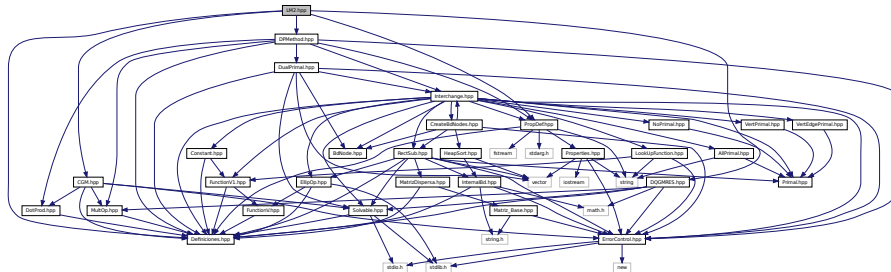 LM2.hpp
DPMethod.hpp
DualPrimal.hpp
Interchange.hpp
CreateBdNodes.hpp
PropDef.hpp
NoPrimal.hpp
VertPrimal.hpp
VertEdgePrimal.hpp
Constant.hpp
BdNode.hpp
RectSub.hpp
HeapSort.hpp
fstream
stdarg.h
Properties.hpp
LookUpFunction.hpp
AllPrimal.hpp
CGM.hpp
FunctionV1.hpp
EllipOp.hpp
MatrizDispersa.hpp
InternalBd.hpp
vector
iostream
string
DQGMRES.hpp
Primal.hpp
DotProd.hpp
MultOp.hpp
FunctionV.hpp
Solvable.hpp
Matriz_Base.hpp
math.h
Definiciones.hpp
string.h
ErrorControl.hpp
stdio.h
stdlib.h
new